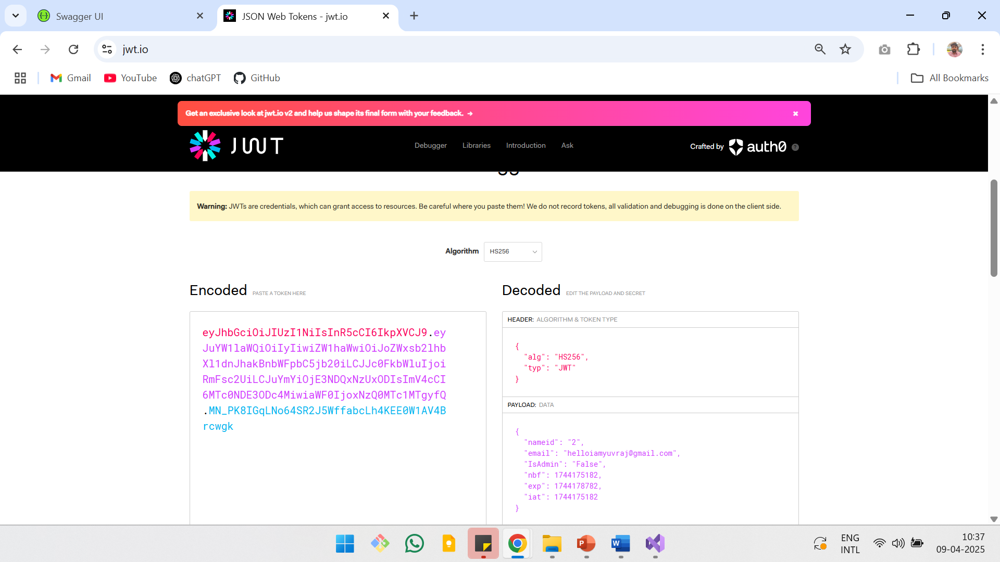 Swagger UI
JSON Web Tokens - jwt.io
jwt.io
Gmail
YouTube
chatGPT
GitHub
All Bookmarks
Get an exclusive look at jwt.io v2 and help us shape its final form with your feedback. →
JWT
Debugger
Libraries
Introduction
Ask
Crafted by auth0 ?
Warning: JWTs are credentials, which can grant access to resources. Be careful where you paste them! We do not record tokens, all validation and debugging is done on the client side.
Algorithm HS256
Encoded PASTE A TOKEN HERE
eyJhbGciOiJIUzI1NiIsInR5cCI6IkpXVCJ9.ey
JuYW1laWQiOiIyIiwiZW1haWwiOiJoZWxsb2lhb
Xl1dnJhakBnbWFpbC5jb20iLCJJc0FkbWluIjoi
RmFsc2UiLCJuYmYiOjE3NDQxNzUxODIsImV4cCI
6MTc0NDE3ODc4MiwiaWF0IjoxNzQ0MTc1MTgyfQ
.MN_PK8IGqLNo64SR2J5WffabcLh4KEE0W1AV4B
rcwgk
Decoded EDIT THE PAYLOAD AND SECRET
HEADER: ALGORITHM & TOKEN TYPE
{
"alg": "HS256",
"typ": "JWT"
}
PAYLOAD: DATA
{
"nameid": "2",
"email": "helloiamyuvraj@gmail.com",
"IsAdmin": "False",
"nbf": 1744175182,
"exp": 1744178782,
"iat": 1744175182
}
ENG
INTL
10:37
09-04-2025